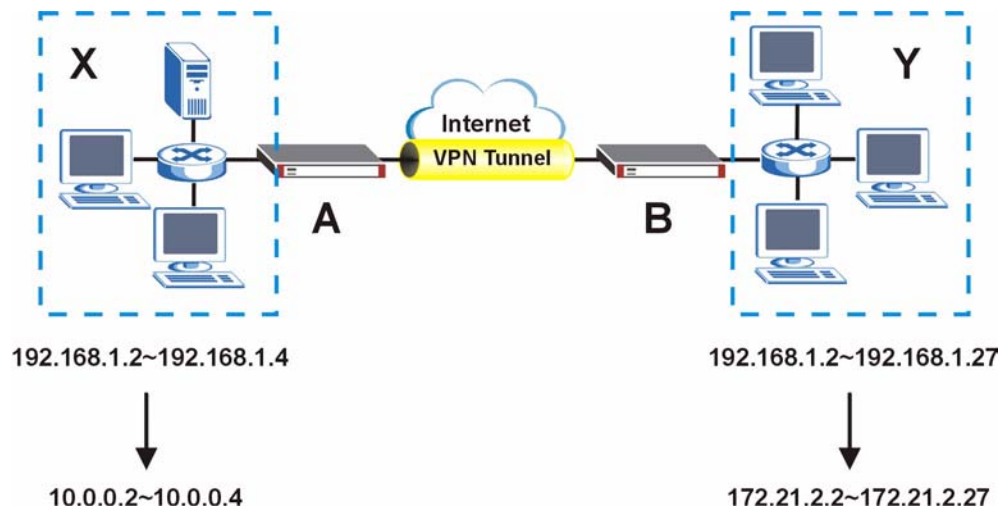 X
Y
Internet
VPN Tunnel
A
B
192.168.1.2~192.168.1.4
192.168.1.2~192.168.1.27
10.0.0.2~10.0.0.4
172.21.2.2~172.21.2.27